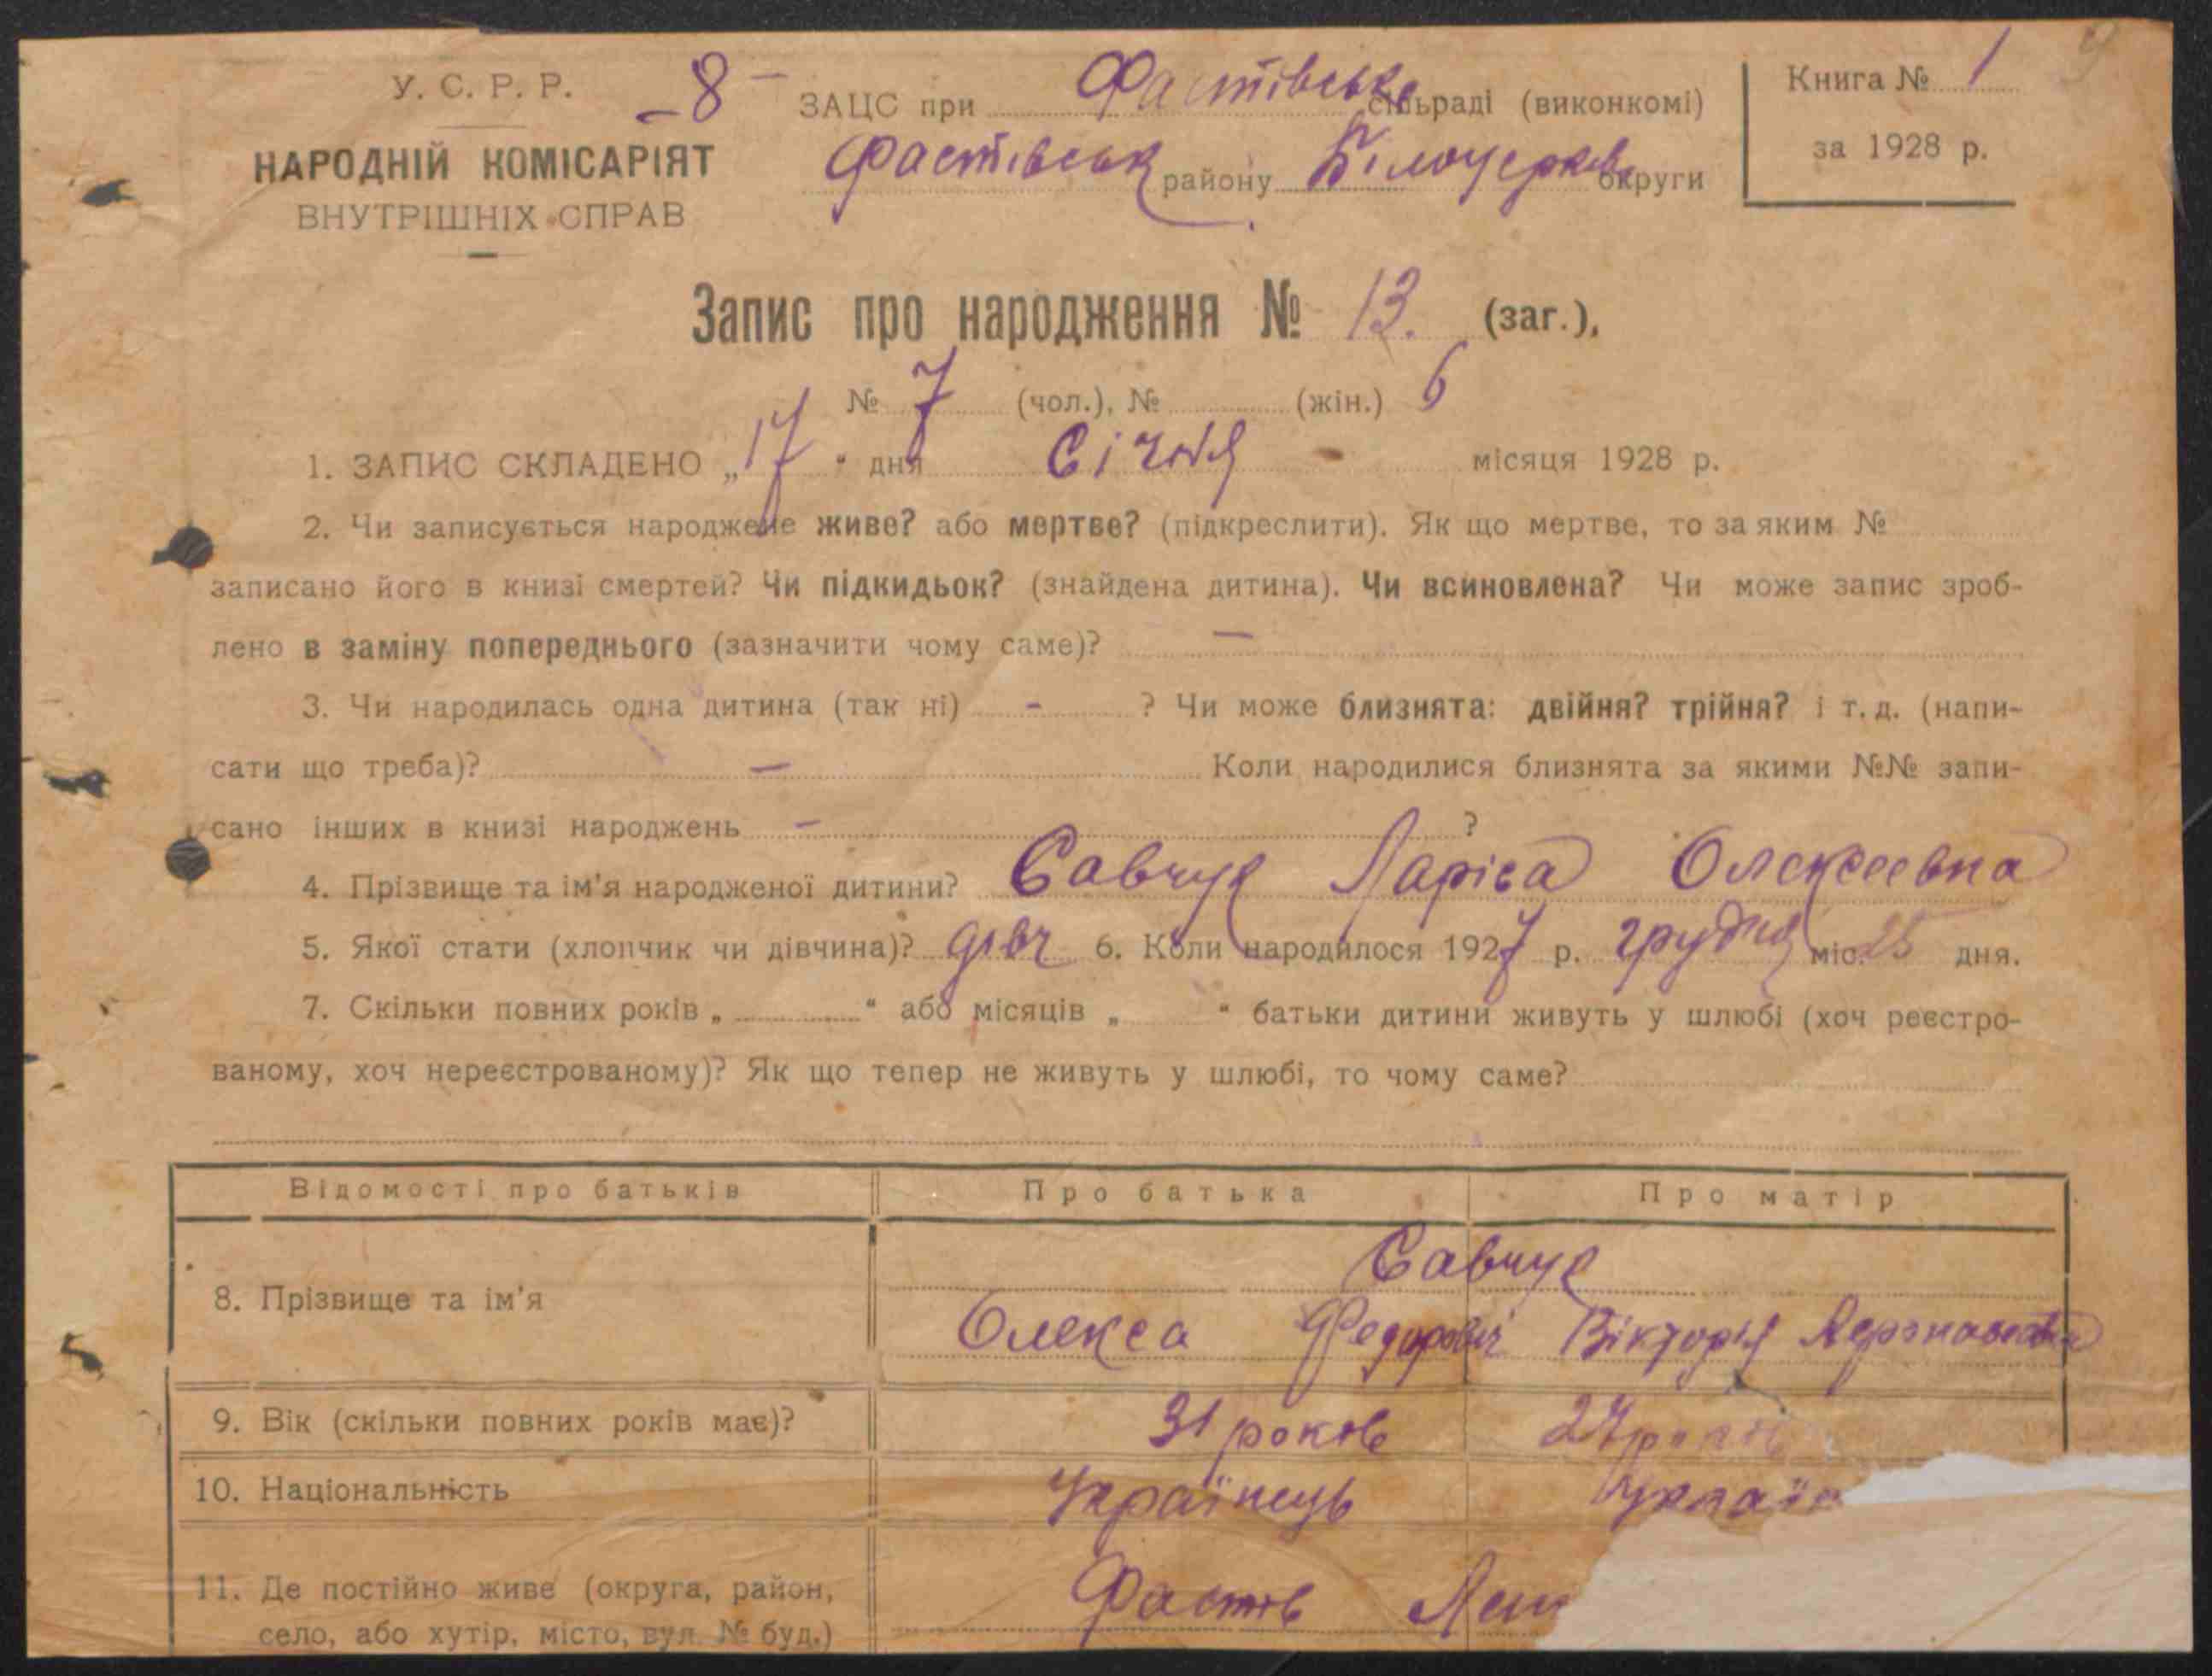 У. С. Р. Р.
– 8 –
НАРОДНІЙ КОМІСАРІЯТ
ВНУТРІШНІХ СПРАВ
ЗАЦС при Фастівське сільраді (виконкомі)
Фастівськ району Білоцерків округи
Книга № 1
за 1928 р.
9
Запис про народження № 13. (заг.),
№ 7 (чол.), № (жін.) 6
1. ЗАПИС СКЛАДЕНО „17" дня Січня – місяця 1928 р.
2. Чи записується народжене живе? або мертве? (підкреслити). Як що мертве, то за яким №
записано його в книзі смертей? Чи підкидьок? (знайдена дитина). Чи всиновлена? Чи може запис зроб-
лено в заміну попереднього (зазначити чому саме)? –
3. Чи народилась одна дитина (так ні) - ? Чи може близнята: двійня? трійня? і т. д. (напи-
сати що треба)? – Коли народилися близнята за якими №№ запи-
сано інших в книзі народжень – ?
4. Прізвище та ім'я народженої дитини? Савчук Ларіса Олексеевна
5. Якої стати (хлопчик чи дівчина)? дівч 6. Коли народилося 1927 р. грудня міс. 25 дня.
7. Скільки повних років „ " або місяців „ " батьки дитини живуть у шлюбі (хоч реєстро-
ваному, хоч нереєстрованому)? Як що тепер не живуть у шлюбі, то чому саме?
Відомості про батьків Про батька Про матір
Савчук
8. Прізвище та ім'я
Олекса Федорович Вікторія
9. Вік (скільки повних років має)? 31 років 27
10. Національність Українець Украї
11. Де постійно живе (округа, район, Фастів
село, або хутір, місто, вул. № буд.)